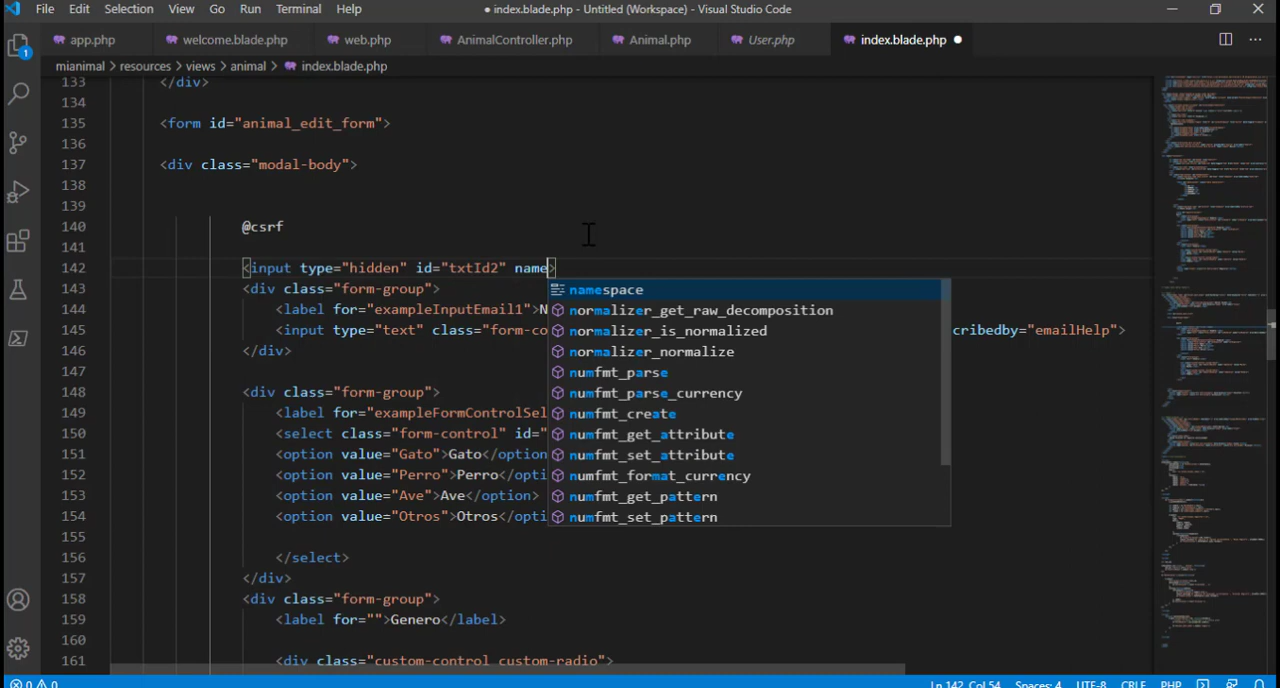 File Edit Selection View Go Run Terminal Help ● index.blade.php - Untitled (Workspace) - Visual Studio Code
app.php welcome.blade.php web.php AnimalController.php Animal.php User.php index.blade.php ●
mianimal > resources > views > animal > index.blade.php
133 </div>
134
135 <form id="animal_edit_form">
136
137 <div class="modal-body">
138
139
140 @csrf
141
142 <input type="hidden" id="txtId2" name>
143 <div class="form-group">
namespace
144 <label for="exampleInputEmail1">N
normalizer_get_raw_decomposition
145 <input type="text" class="form-co
normalizer_is_normalized
cribedby="emailHelp">
146 </div>
normalizer_normalize
147
numfmt_parse
148 <div class="form-group">
numfmt_parse_currency
149 <label for="exampleFormControlSel
numfmt_create
150 <select class="form-control" id="
numfmt_get_attribute
151 <option value="Gato">Gato</option
numfmt_set_attribute
152 <option value="Perro">Perro</opti
numfmt_format_currency
153 <option value="Ave">Ave</option>
numfmt_get_pattern
154 <option value="Otros">Otros</opti
numfmt_set_pattern
155
156 </select>
157 </div>
158 <div class="form-group">
159 <label for="">Genero</label>
160
161 <div class="custom-control custom-radio">
0 0 Ln 142, Col 54 Spaces: 4 UTF-8 CRLF PHP